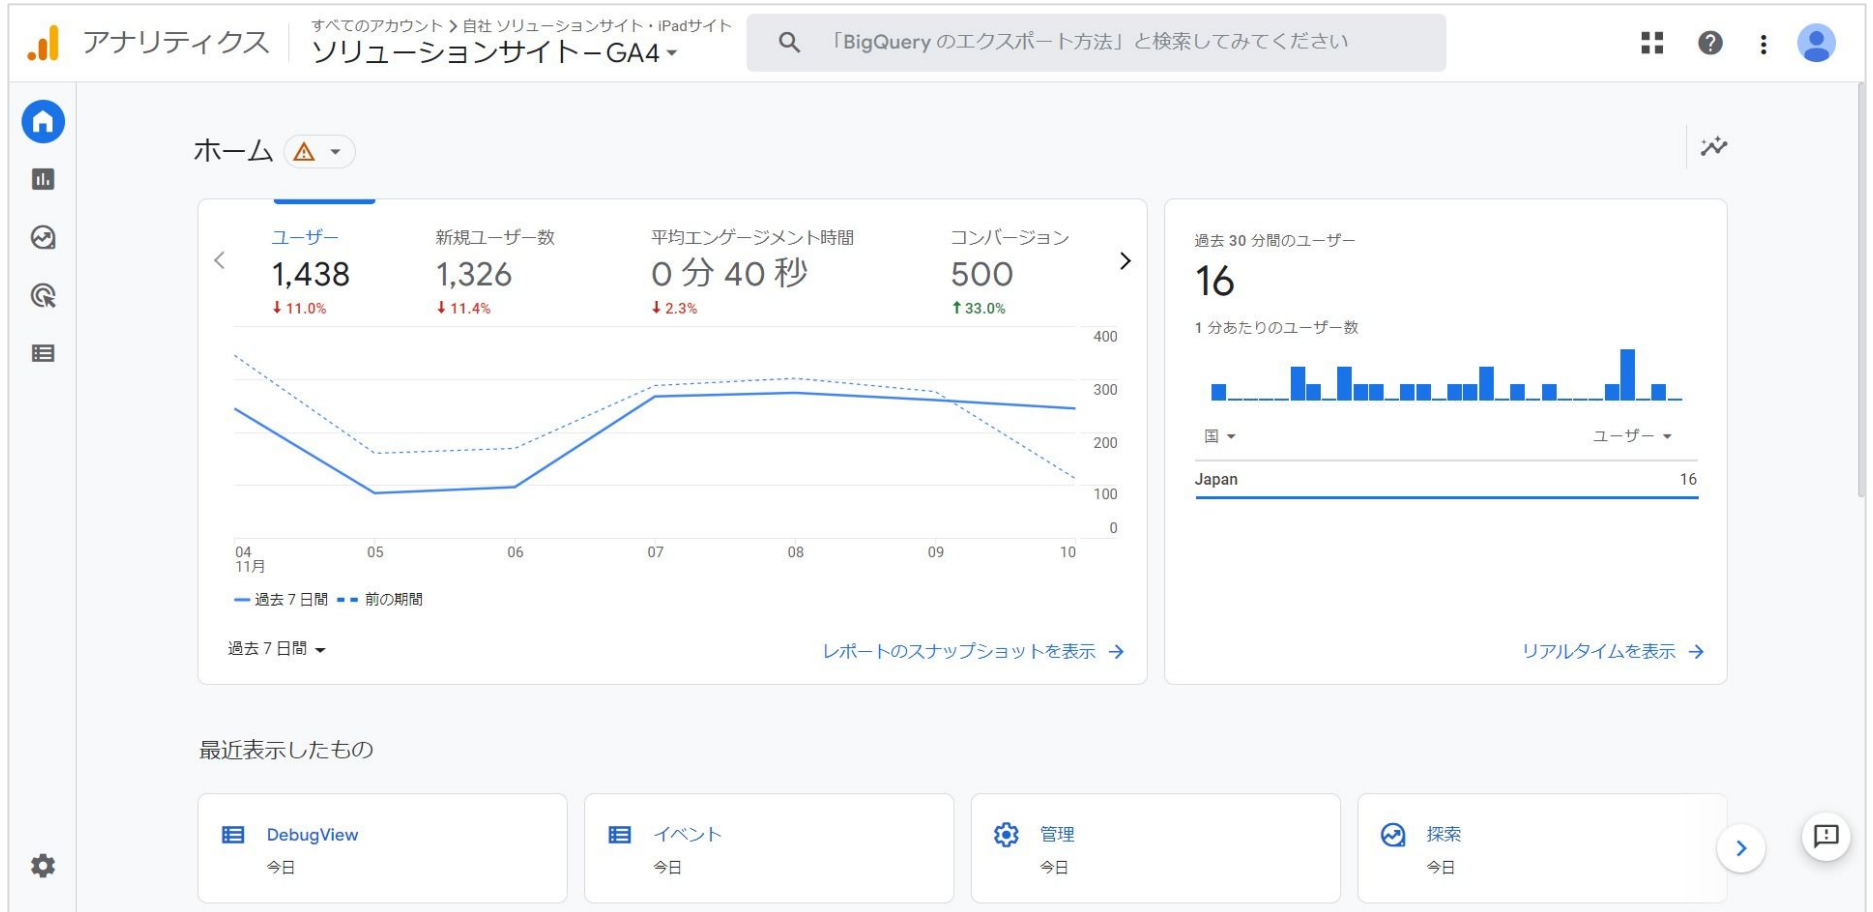 アナリティクス
すべてのアカウント > 自社 ソリューションサイト・iPadサイト
ソリューションサイト – GA4
「BigQuery のエクスポート方法」と検索してみてください
ホーム
ユーザー
1,438
↓ 11.0%
新規ユーザー数
1,326
↓ 11.4%
平均エンゲージメント時間
0 分 40 秒
↓ 2.3%
コンバージョン
500
↑ 33.0%
400
300
200
100
0
04
11月
05
06
07
08
09
10
過去 7 日間
前の期間
過去 7 日間
レポートのスナップショットを表示 →
過去 30 分間のユーザー
16
1 分あたりのユーザー数
国
ユーザー
Japan 16
リアルタイムを表示 →
最近表示したもの
DebugView
今日
イベント
今日
管理
今日
探索
今日